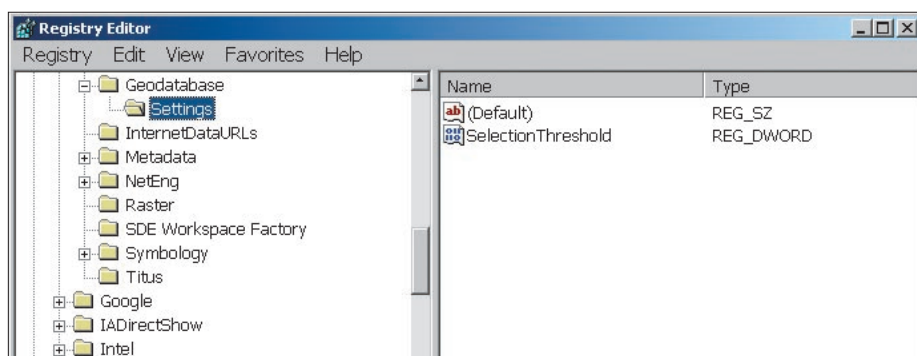 Registry Editor
Registry Edit View Favorites Help
Geodatabase
Settings
InternetDataURLs
Metadata
NetEng
Raster
SDE Workspace Factory
Symbology
Titus
Google
IADirectShow
Intel
Name Type
ab (Default) REG_SZ
SelectionThreshold REG_DWORD